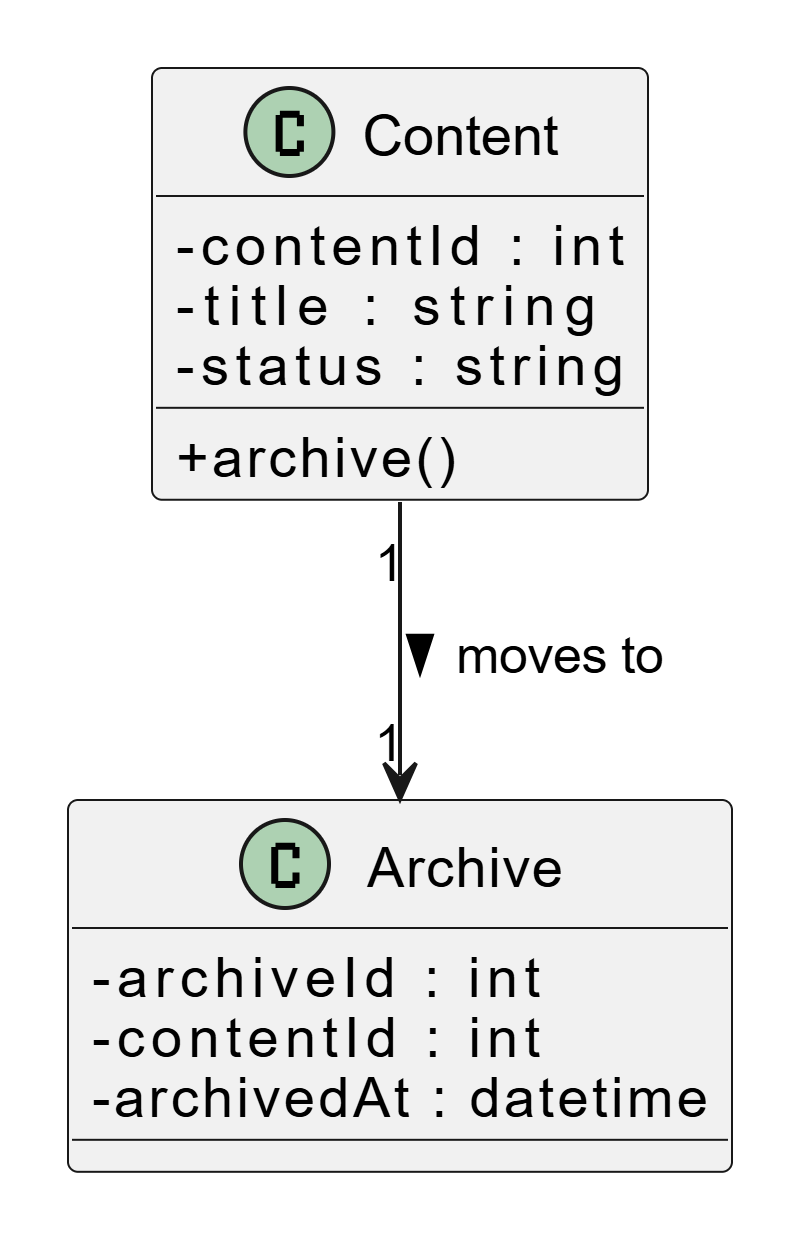 C Content
-contentId : int
-title : string
-status : string
+archive()
1
moves to
1
C Archive
-archiveId : int
-contentId : int
-archivedAt : datetime